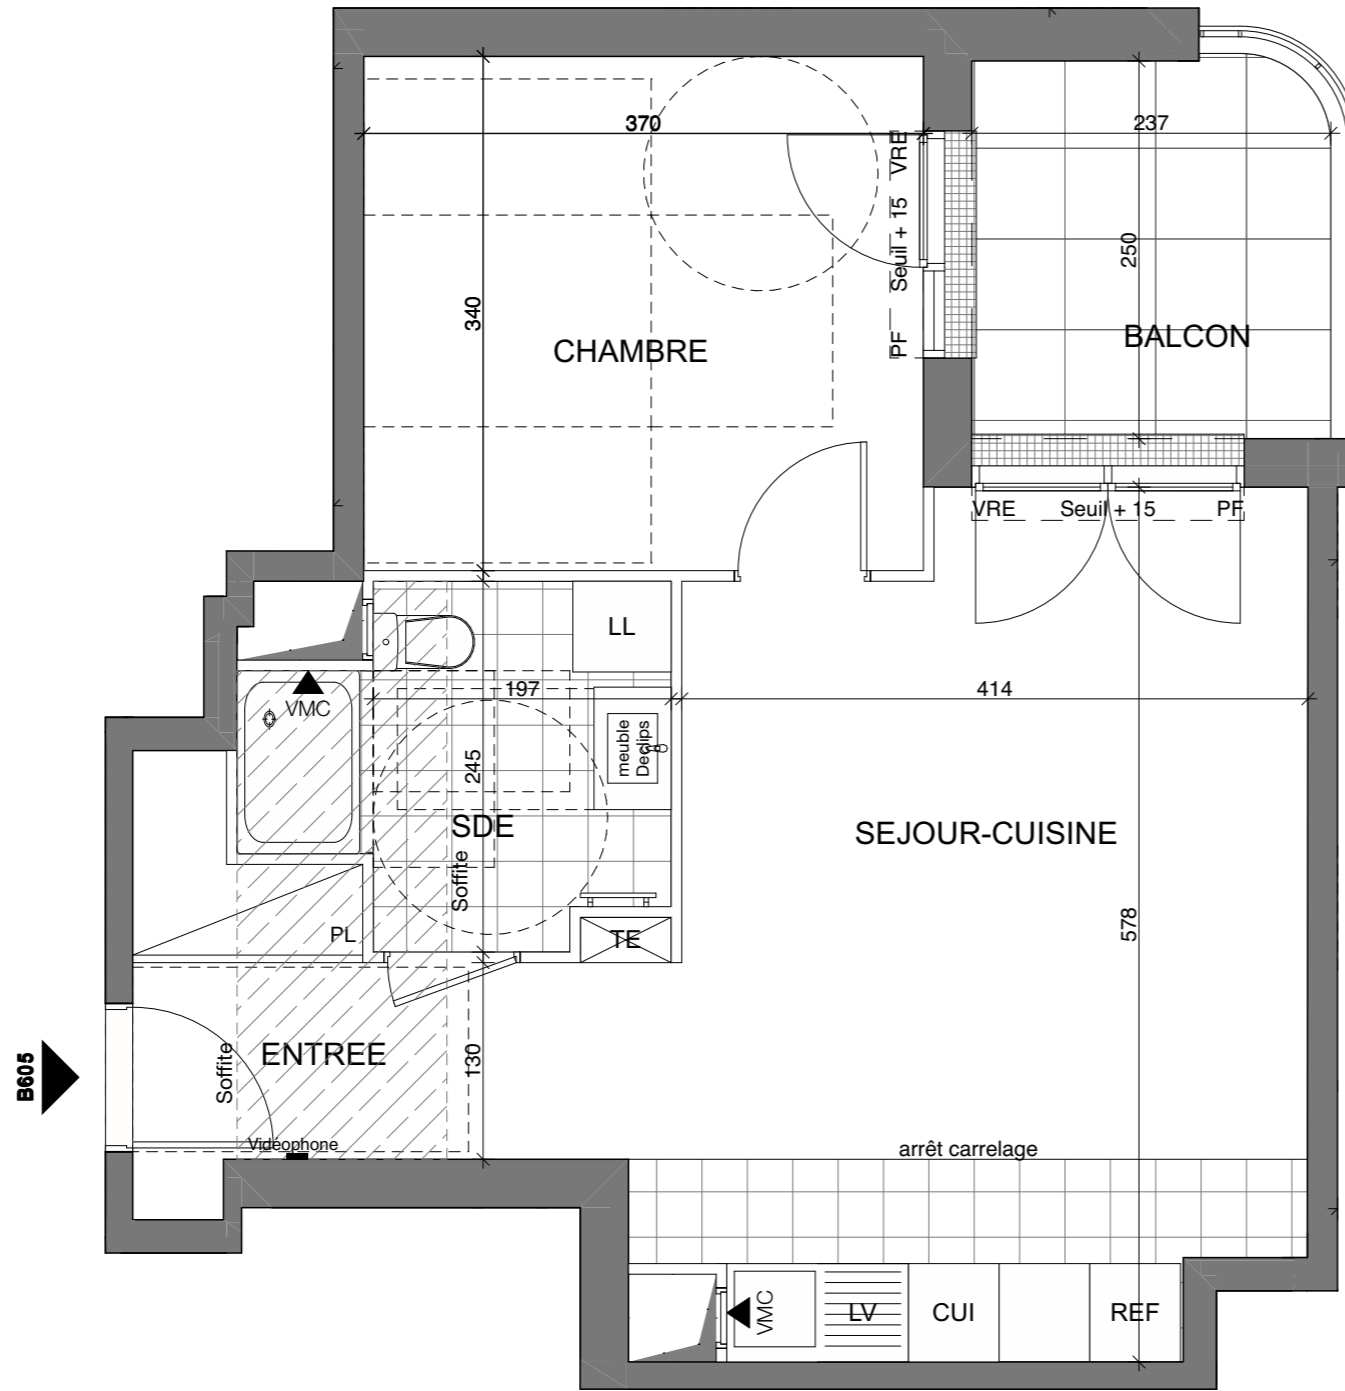 370
237
VRE
Seuil + 15
PF
250
340
CHAMBRE
BALCON
VRE
Seuil + 15
PF
LL
VMC
197
414
meuble
Declips
245
SDE
SEJOUR-CUISINE
Soffite
578
PL
TE
B605
Soffite
ENTREE
130
Vidéophone
arrêt carrelage
VMC
LV
CUI
REF